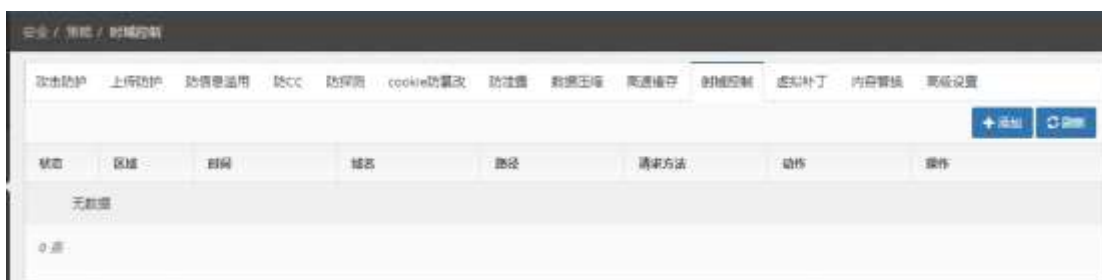 安全 / 策略 / 时域控制
攻击防护 上传防护 防信息滥用 防CC 防探测 cookie防篡改 防泄露 数据压缩 高速缓存 时域控制 虚拟补丁 内容替换 高级设置
添加 刷新
状态 区域 时间 域名 路径 请求方法 动作 操作
无数据
0 条